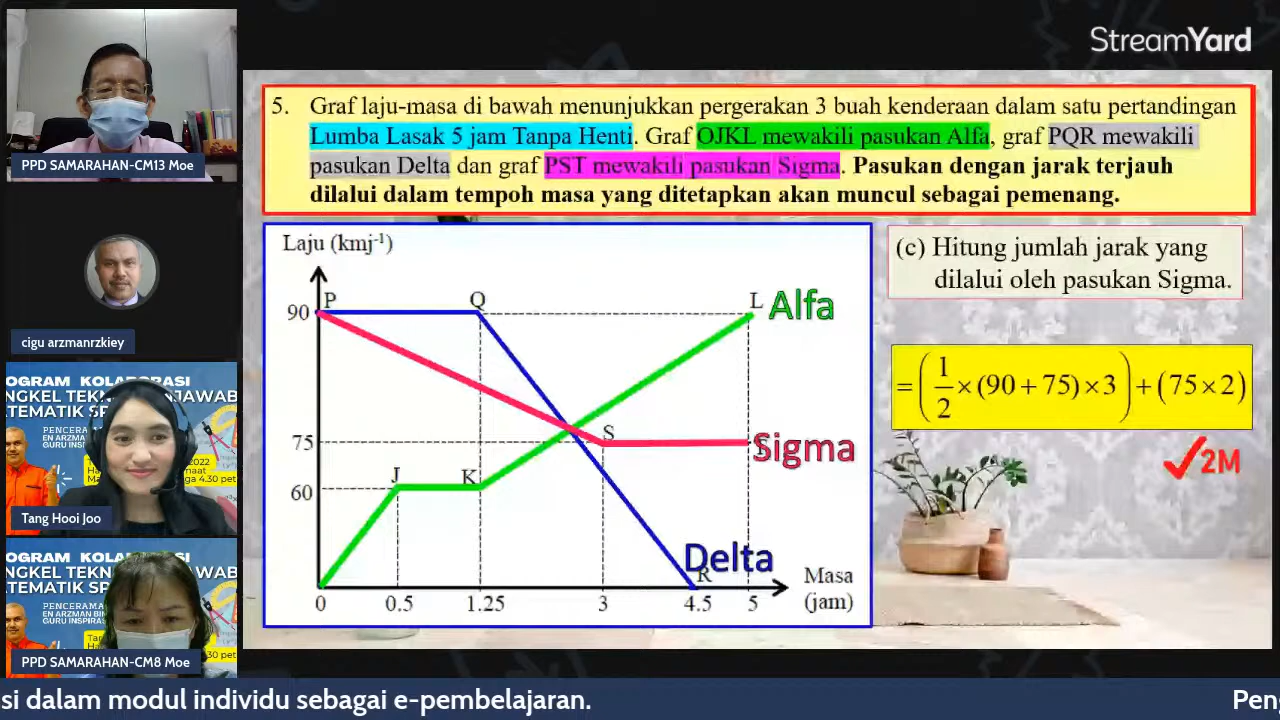 StreamYard
PPD SAMARAHAN-CM13 Moe
cigu arzmanrzkiey
OGRAM KOLABORASI
Tang Hooi Joo
OGRAM KOLABORASI
PPD SAMARAHAN-CM8 Moe
5. Graf laju-masa di bawah menunjukkan pergerakan 3 buah kenderaan dalam satu pertandingan
Lumba Lasak 5 jam Tanpa Henti. Graf OJKL mewakili pasukan Alfa, graf PQR mewakili
pasukan Delta dan graf PST mewakili pasukan Sigma. Pasukan dengan jarak terjauh
dilalui dalam tempoh masa yang ditetapkan akan muncul sebagai pemenang.
Laju (kmj⁻¹)
P
Q
L Alfa
90
S
75
Sigma
J
K
60
Delta
R
Masa
(jam)
0 0.5 1.25 3 4.5 5
(c) Hitung jumlah jarak yang
dilalui oleh pasukan Sigma.
= (1/2 × (90 + 75) × 3) + (75 × 2)
✓2M
si dalam modul individu sebagai e-pembelajaran.
Peng